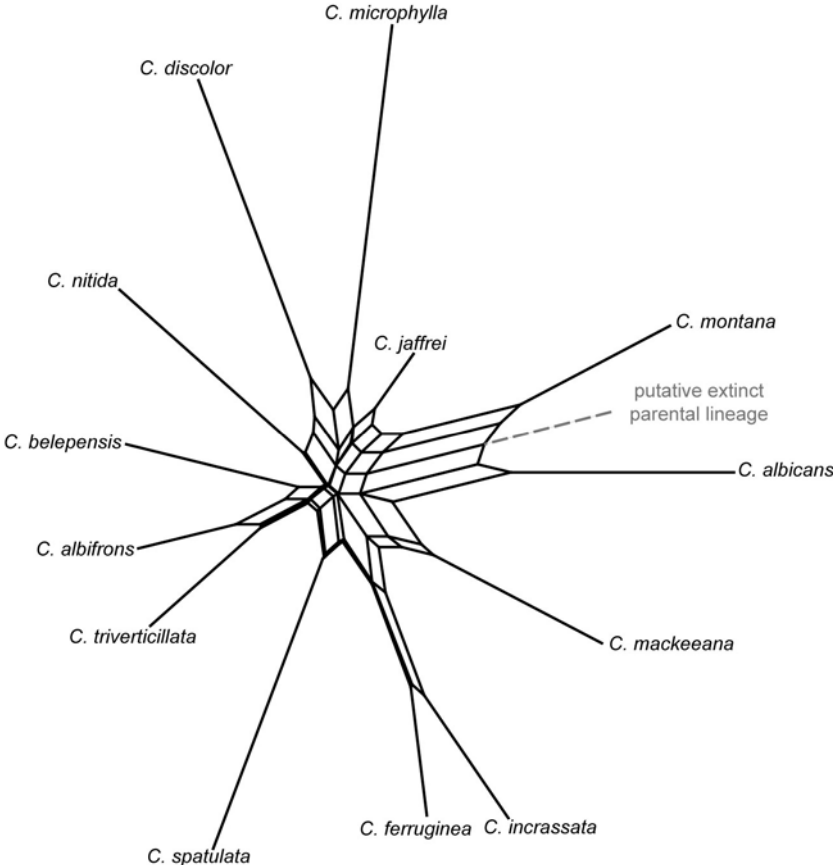 C. microphylla
C. discolor
C. nitida
C. montana
C. jaffrei
putative extinct
parental lineage
C. belepensis
C. albicans
C. albifrons
C. triverticillata
C. mackeeana
C. ferruginea
C. incrassata
C. spatulata